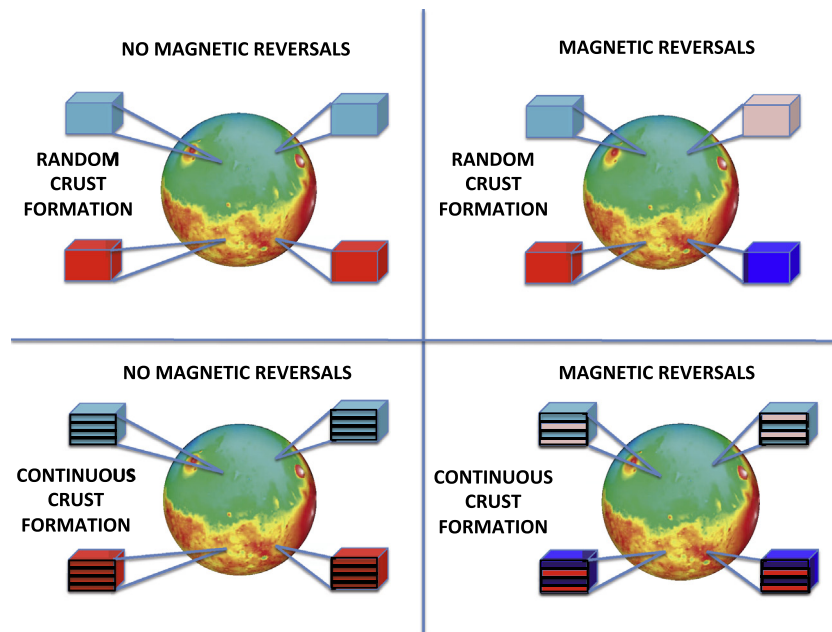 NO MAGNETIC REVERSALS
RANDOM
CRUST
FORMATION
MAGNETIC REVERSALS
RANDOM
CRUST
FORMATION
NO MAGNETIC REVERSALS
CONTINUOUS
CRUST
FORMATION
MAGNETIC REVERSALS
CONTINUOUS
CRUST
FORMATION